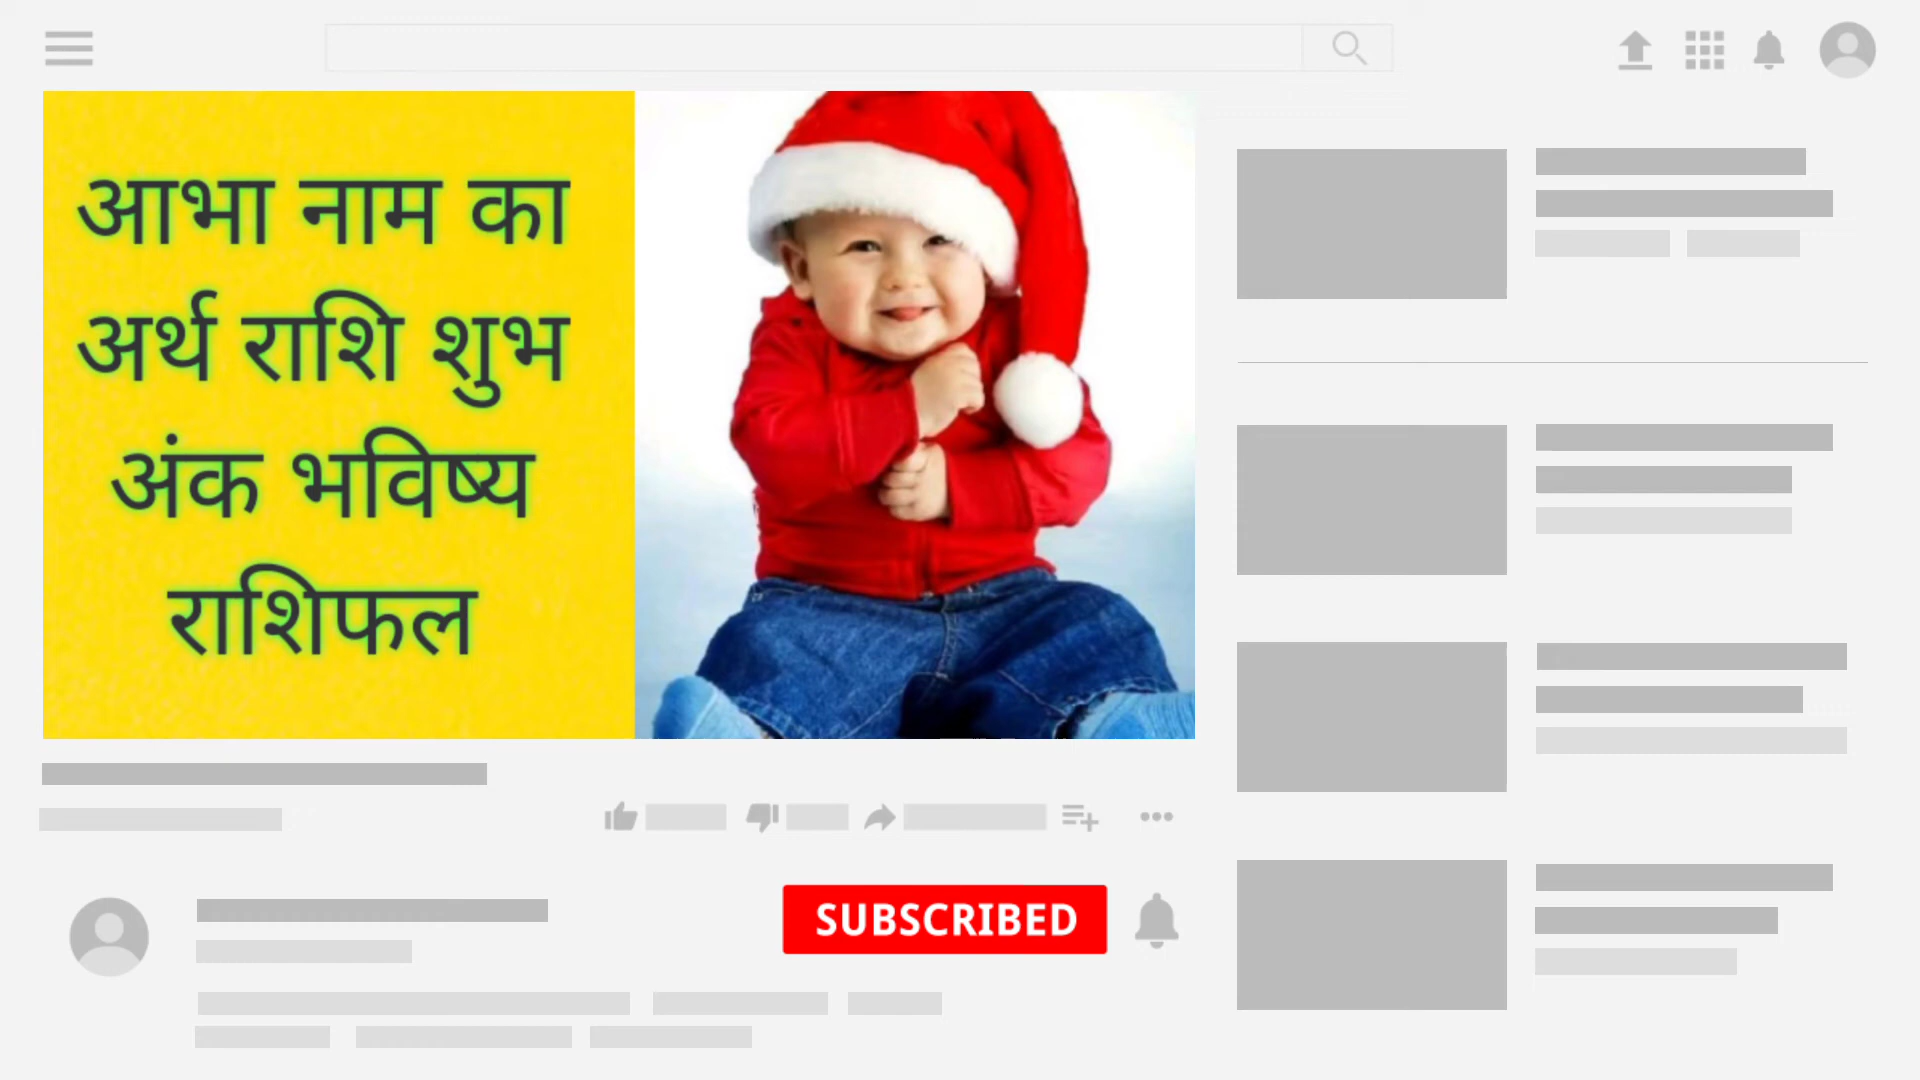 आभा नाम का
अर्थ राशि शुभ
अंक भविष्य
राशिफल
SUBSCRIBED